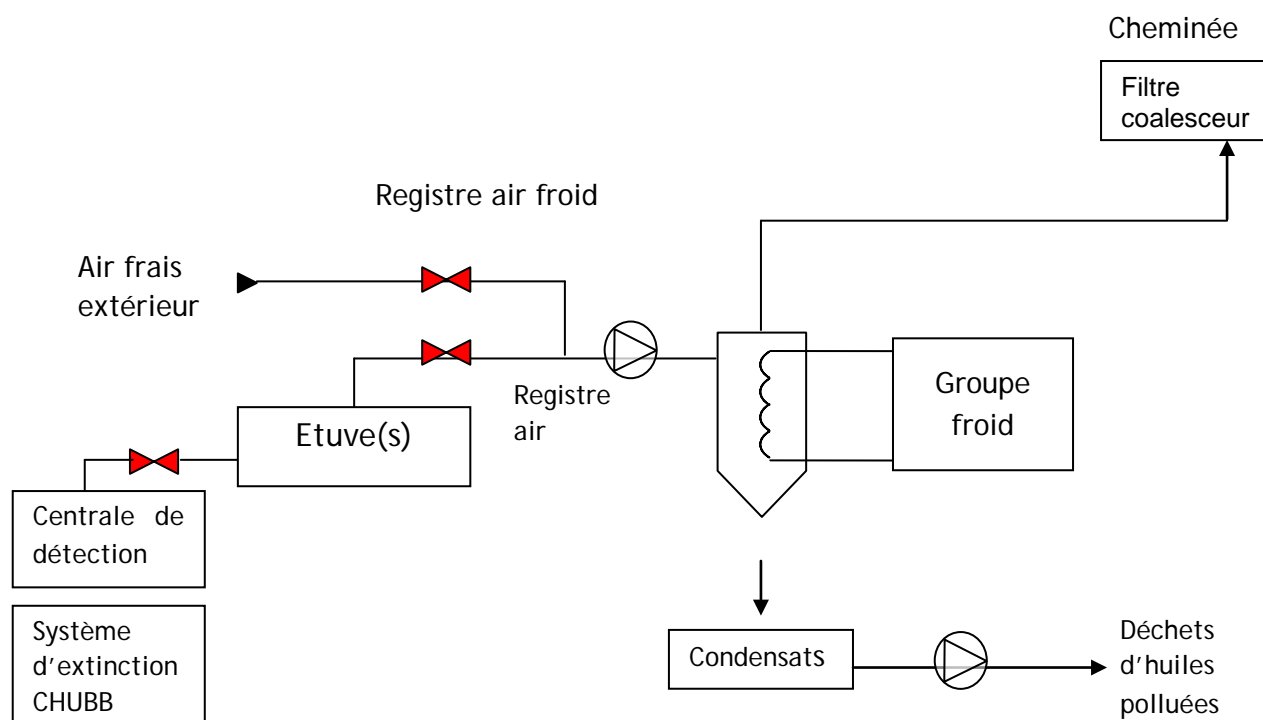 Cheminée
Filtre
coalesceur
Registre air froid
Air frais
extérieur
Registre
air
Etuve(s)
Groupe
froid
Centrale de
détection
Système
d'extinction
CHUBB
Condensats
Déchets
d'huiles
polluées